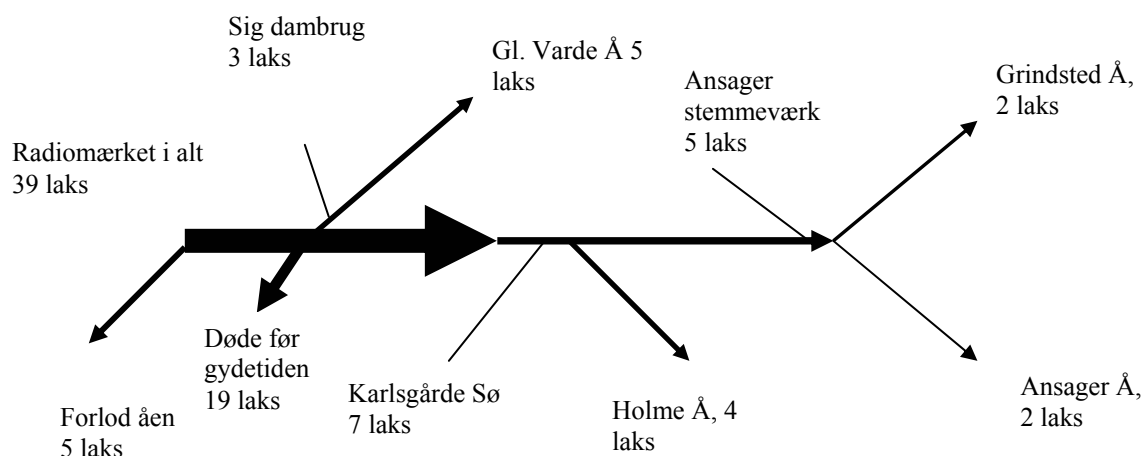 Sig dambrug
3 laks
Gl. Varde Å 5
laks
Ansager
stemmeværk
5 laks
Grindsted Å,
2 laks
Radiomærket i alt
39 laks
Døde før
gydetiden
19 laks
Forlod åen
5 laks
Karlsgårde Sø
7 laks
Holme Å, 4
laks
Ansager Å,
2 laks